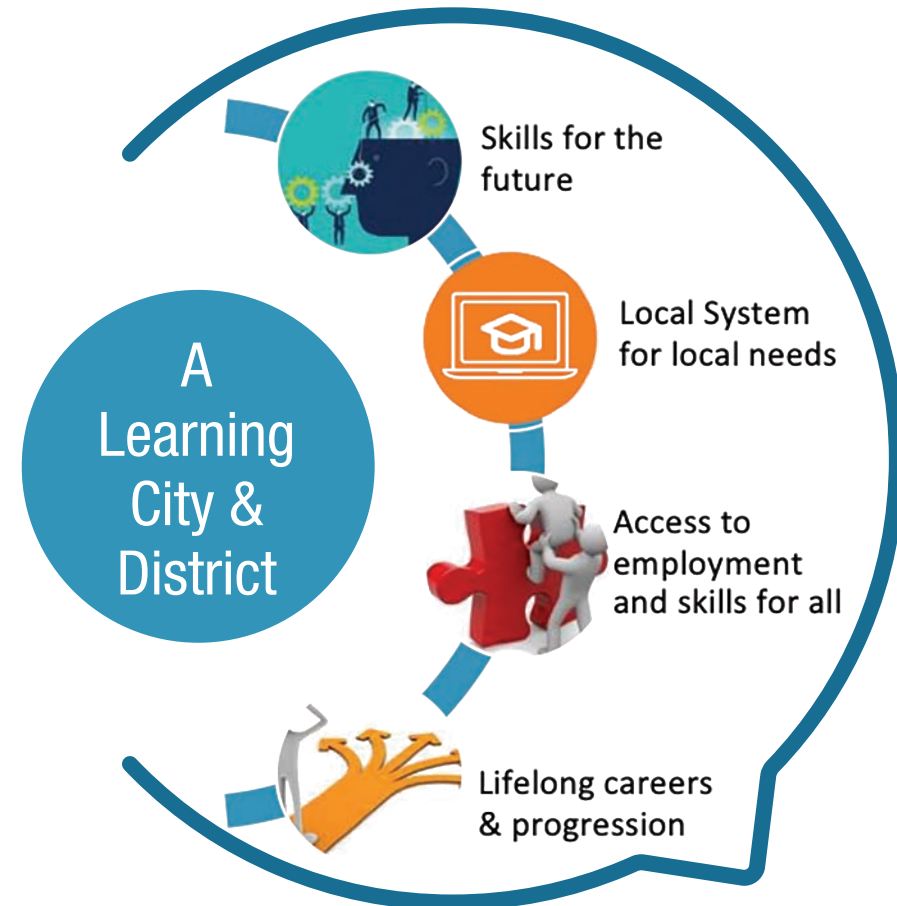 Skills for the
future
Local System
for local needs
A
Learning
City &
District
Access to
employment
and skills for all
Lifelong careers
& progression